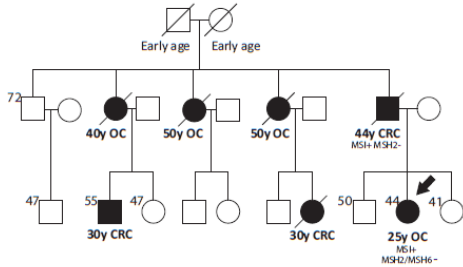 Early age Early age
72
40y OC 50y OC 50y OC 44y CRC
MSI+ MSH2-
47 55 47 50 44 41
30y CRC 30y CRC 25y OC
MSI+
MSH2/MSH6 -